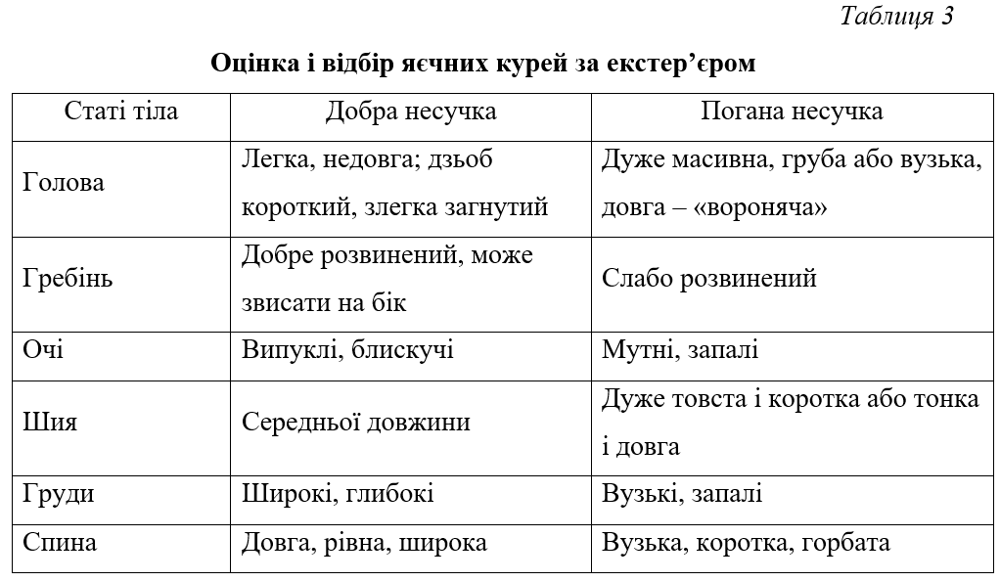 Таблиця 3
Оцінка і відбір яєчних курей за екстер’єром
Статі тіла Добра несучка Погана несучка
Голова
Легка, недовга; дзьоб
короткий, злегка загнутий
Дуже масивна, груба або вузька,
довга – «вороняча»
Гребінь
Добре розвинений, може
звисати на бік
Слабо розвинений
Очі Випуклі, блискучі Мутні, запалі
Шия
Середньої довжини
Дуже товста і коротка або тонка
і довга
Груди Широкі, глибокі Вузькі, запалі
Спина Довга, рівна, широка Вузька, коротка, горбата